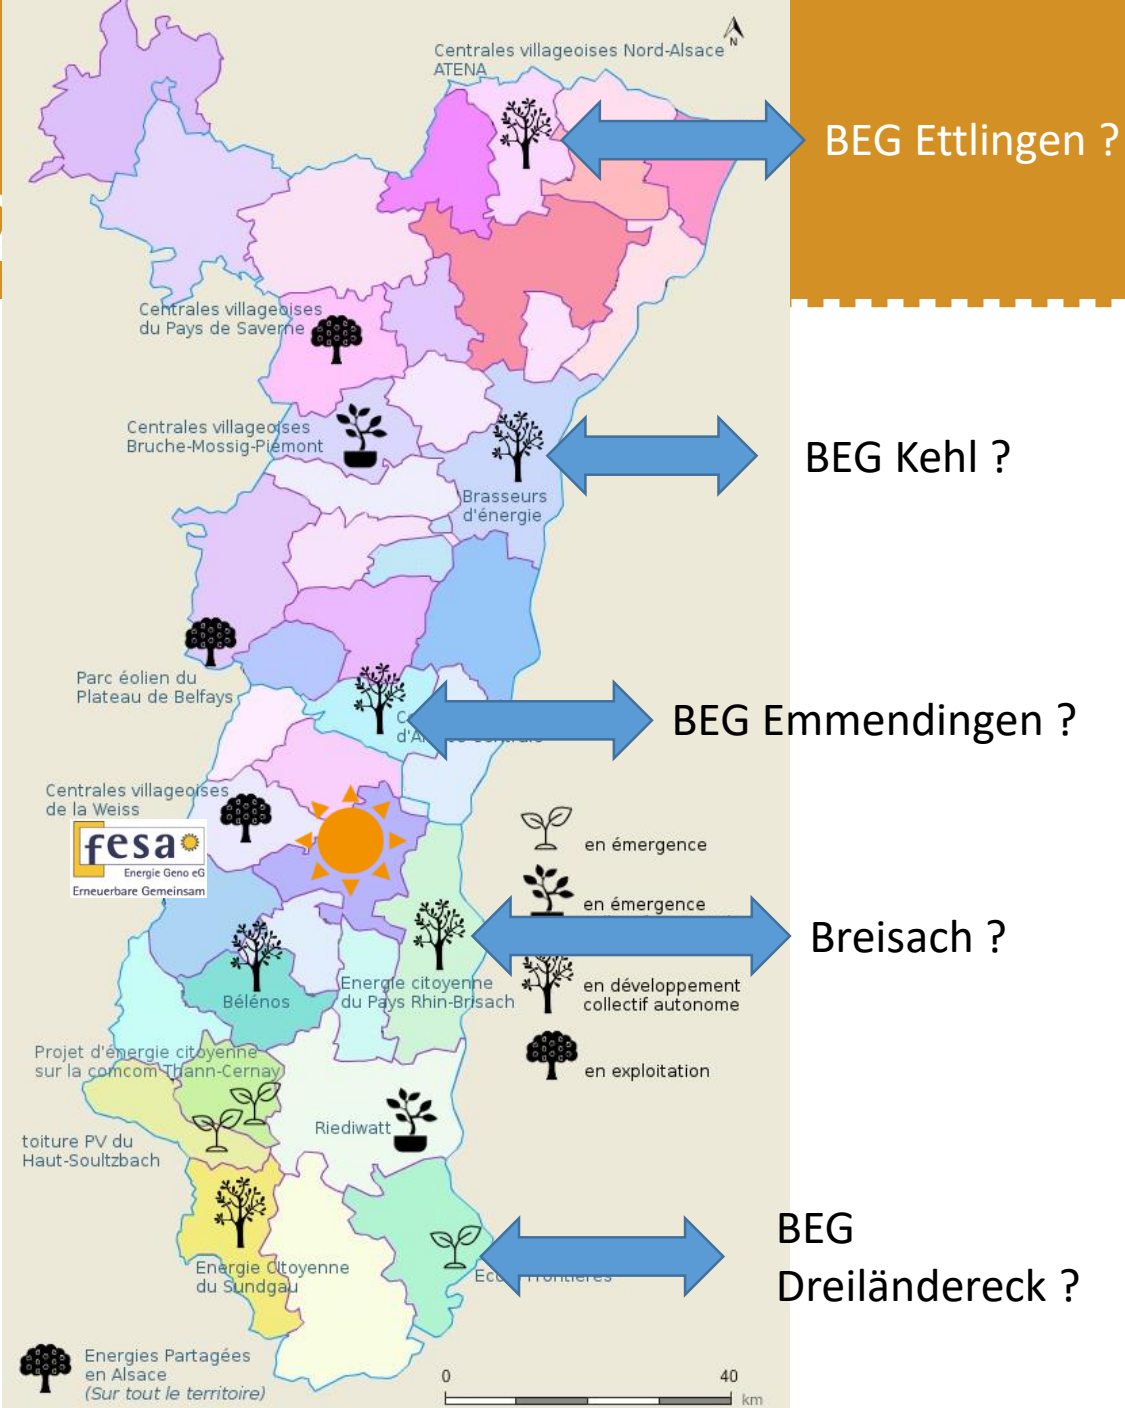 N
Centrales villageoises Nord-Alsace
ATENA
BEG Ettlingen ?
Centrales villageoises
du Pays de Saverne
Centrales villageoises
Bruche-Mossig-Piémont
BEG Kehl ?
Brasseurs
d'énergie
Parc éolien du
Plateau de Belfays
BEG Emmendingen ?
Centrales villageoises
de la Weiss
fesa
Energie Geno eG
Erneuerbare Gemeinsam
en émergence
en émergence
Breisach ?
en développement
collectif autonome
Energie citoyenne
du Pays Rhin-Brisach
Bélénos
en exploitation
Projet d'énergie citoyenne
sur la comcom Thann-Cernay
Riediwatt
toiture PV du
Haut-Soultzbach
BEG
Dreiländereck ?
Energie CItoyenne
du Sundgau
Energies Partagées
en Alsace
(Sur tout le territoire)
0 40
km